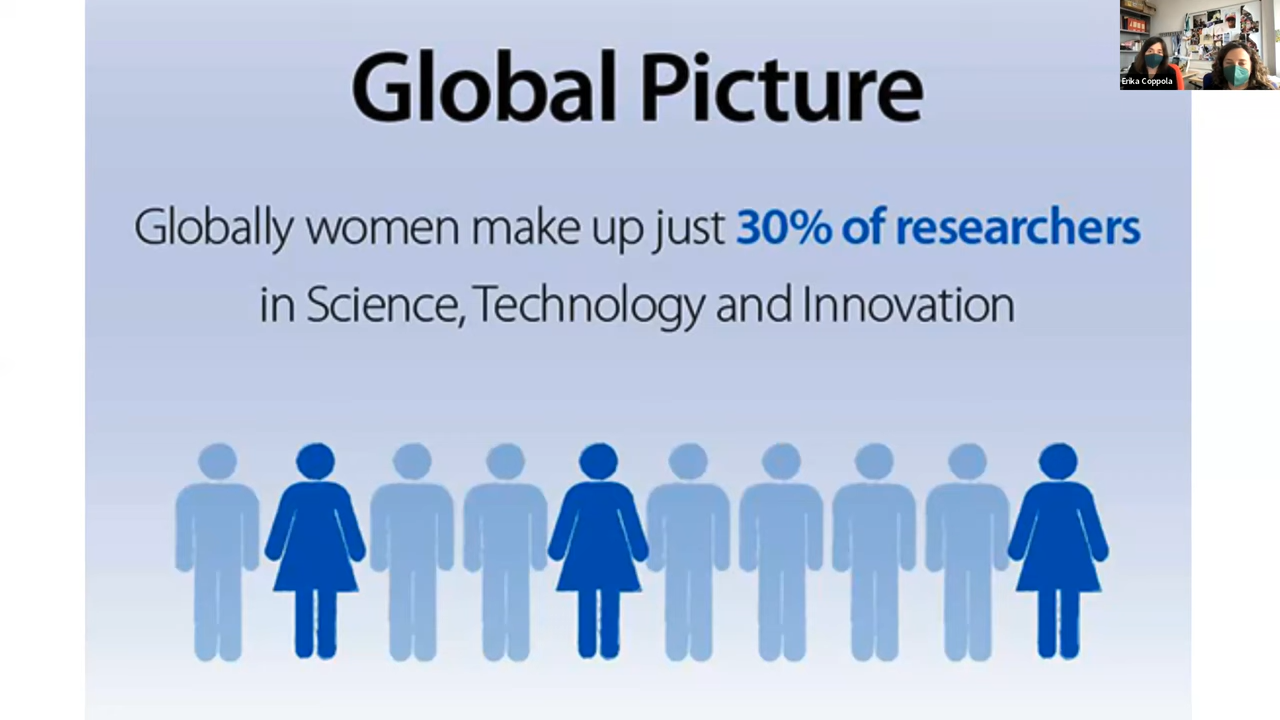 Global Picture
Erika Coppola
Globally women make up just 30% of researchers
in Science, Technology and Innovation